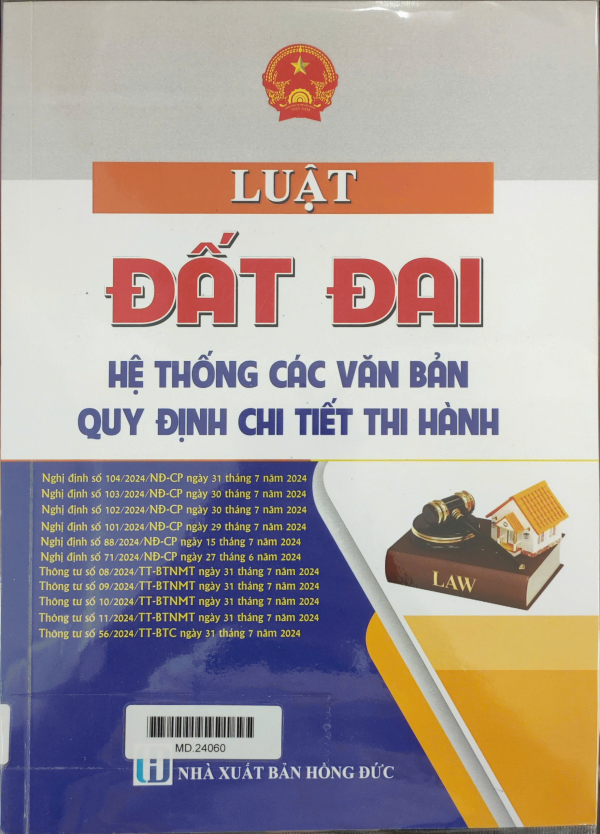 LUẬT
ĐẤT ĐAI
HỆ THỐNG CÁC VĂN BẢN
QUY ĐỊNH CHI TIẾT THI HÀNH
Nghị định số 104/2024/NĐ-CP ngày 31 tháng 7 năm 2024
Nghị định số 103/2024/NĐ-CP ngày 30 tháng 7 năm 2024
Nghị định số 102/2024/NĐ-CP ngày 30 tháng 7 năm 2024
Nghị định số 101/2024/NĐ-CP ngày 29 tháng 7 năm 2024
Nghị định số 88/2024/NĐ-CP ngày 15 tháng 7 năm 2024
Nghị định số 71/2024/NĐ-CP ngày 27 tháng 6 năm 2024
Thông tư số 08/2024/TT-BTNMT ngày 31 tháng 7 năm 2024
Thông tư số 09/2024/TT-BTNMT ngày 31 tháng 7 năm 2024
Thông tư số 10/2024/TT-BTNMT ngày 31 tháng 7 năm 2024
Thông tư số 11/2024/TT-BTNMT ngày 31 tháng 7 năm 2024
Thông tư số 56/2024/TT-BTC ngày 31 tháng 7 năm 2024
LAW
MD.24060
NHÀ XUẤT BẢN HỒNG ĐỨC